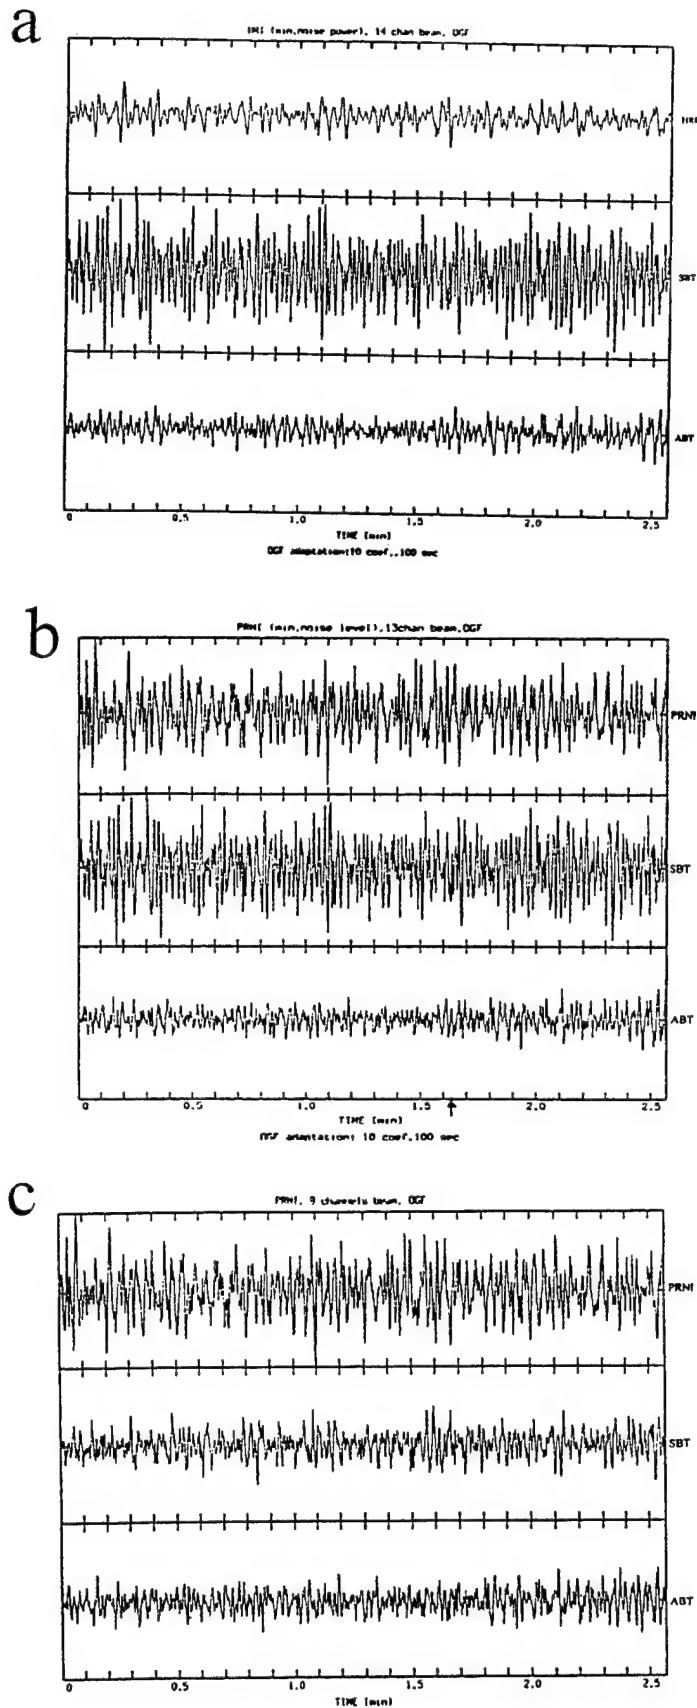 a
(min,noise power), 14 chan beam, OGF
SBT
ABT
0 0.5 1.0 1.5 2.0 2.5
TIME (min)
OGF adaptation:10 coef.,100 sec
b
PRNI (min,noise level),13chan beam,OGF
PRNI
SBT
ABT
0 0.5 1.0 1.5 2.0 2.5
TIME (min)
OGF adaptation: 10 coef,100 sec
c
PRNI, 9 channels beam, OGF
PRNI
SBT
ABT
0 0.5 1.0 1.5 2.0 2.5
TIME (min)